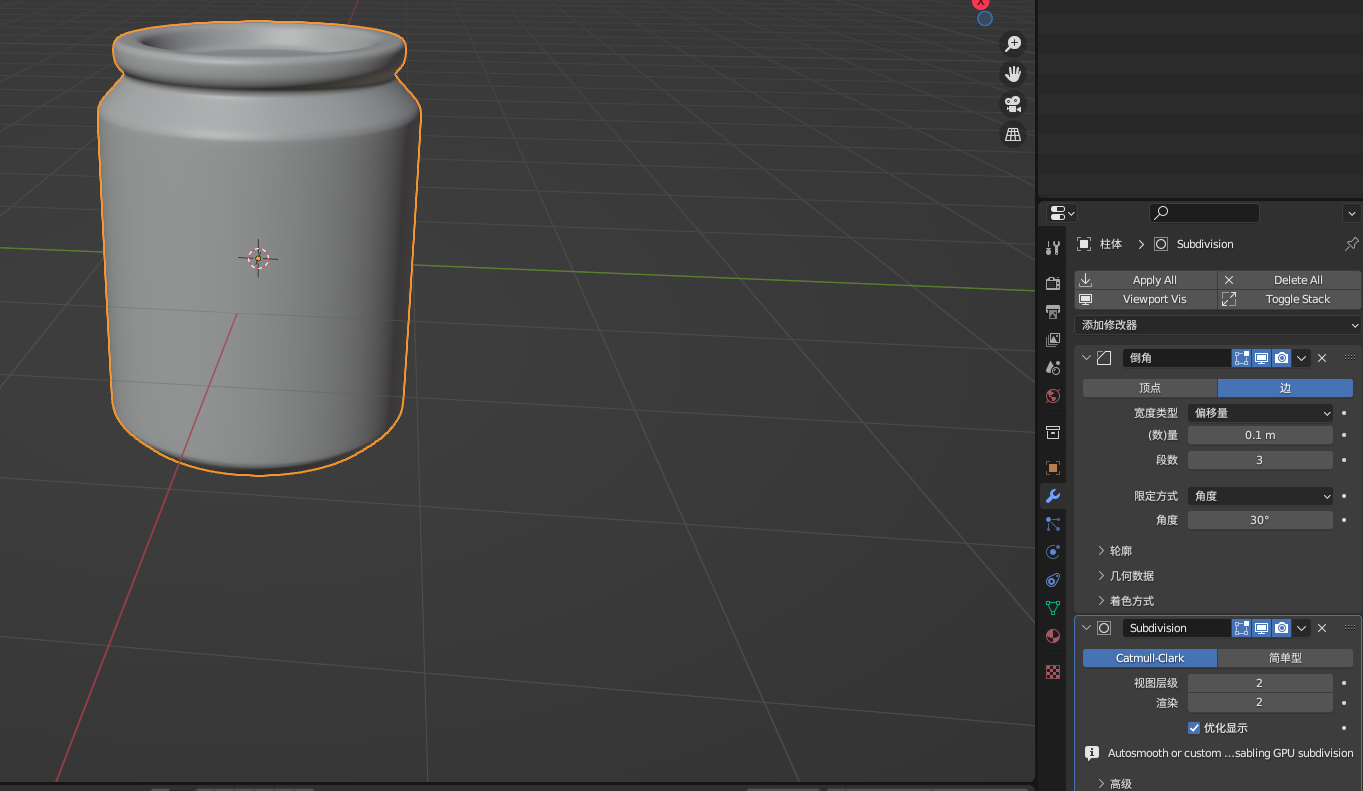 X
柱体 Subdivision
Apply All Delete All
Viewport Vis Toggle Stack
添加修改器
倒角
顶点 边
宽度类型 偏移量
(数)量 0.1 m
段数 3
限定方式 角度
角度 30°
轮廓
几何数据
着色方式
Subdivision
Catmull-Clark 简单型
视图层级 2
渲染 2
优化显示
Autosmooth or custom ...sabling GPU subdivision
高级